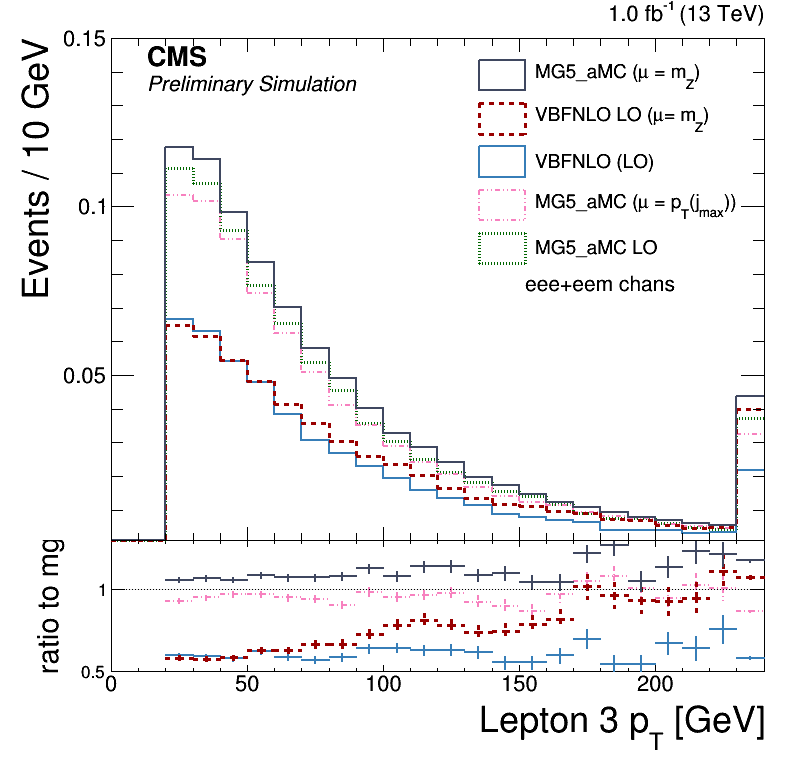 1.0 fb-1 (13 TeV)
CMS
Preliminary Simulation
MG5_aMC (μ = mZ)
VBFNLO LO (μ= mZ)
VBFNLO (LO)
MG5_aMC (μ = pT(jmax))
MG5_aMC LO
eee+eem chans
Events / 10 GeV
0.15
0.1
0.05
ratio to mg
1
0.5
0 50 100 150 200
Lepton 3 pT [GeV]